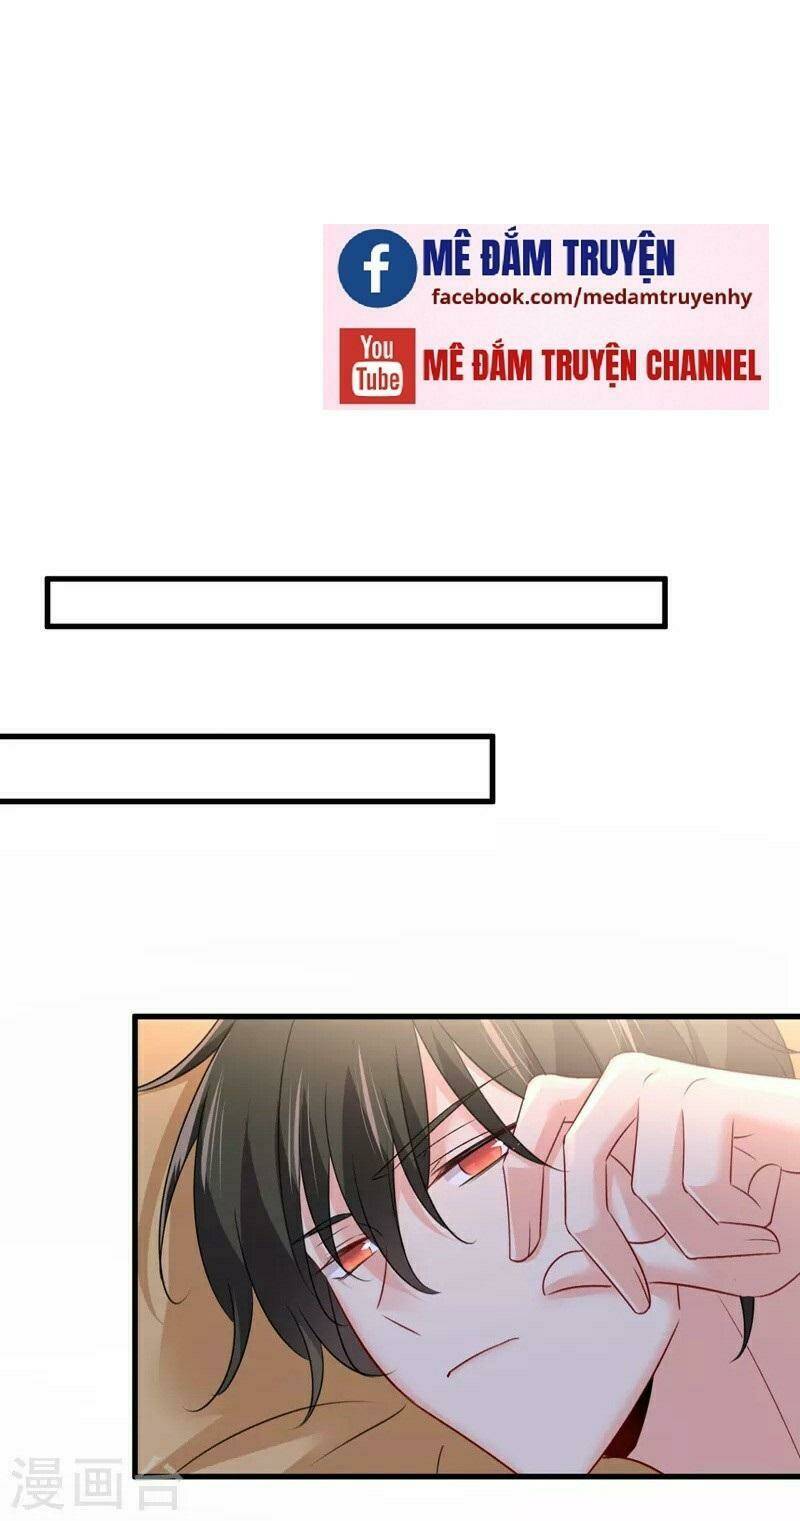 MÊ ĐẮM TRUYỆN
facebook.com/medamtruyenhy
You
Tube
MÊ ĐẮM TRUYỆN CHANNEL
漫画台